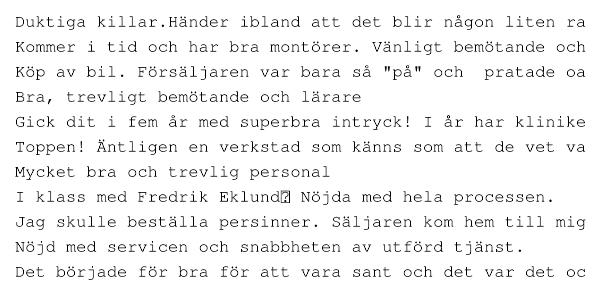 Duktiga killar.Händer ibland att det blir någon liten ra
Kommer i tid och har bra montörer. Vänligt bemötande och
Köp av bil. Försäljaren var bara så "på" och  pratade oa
Bra, trevligt bemötande och lärare
Gick dit i fem år med superbra intryck! I år har klinike
Toppen! Äntligen en verkstad som känns som att de vet va
Mycket bra och trevlig personal
I klass med Fredrik Eklund Nöjda med hela processen.
Jag skulle beställa persinner. Säljaren kom hem till mig
Nöjd med servicen och snabbheten av utförd tjänst.
Det började för bra för att vara sant och det var det oc